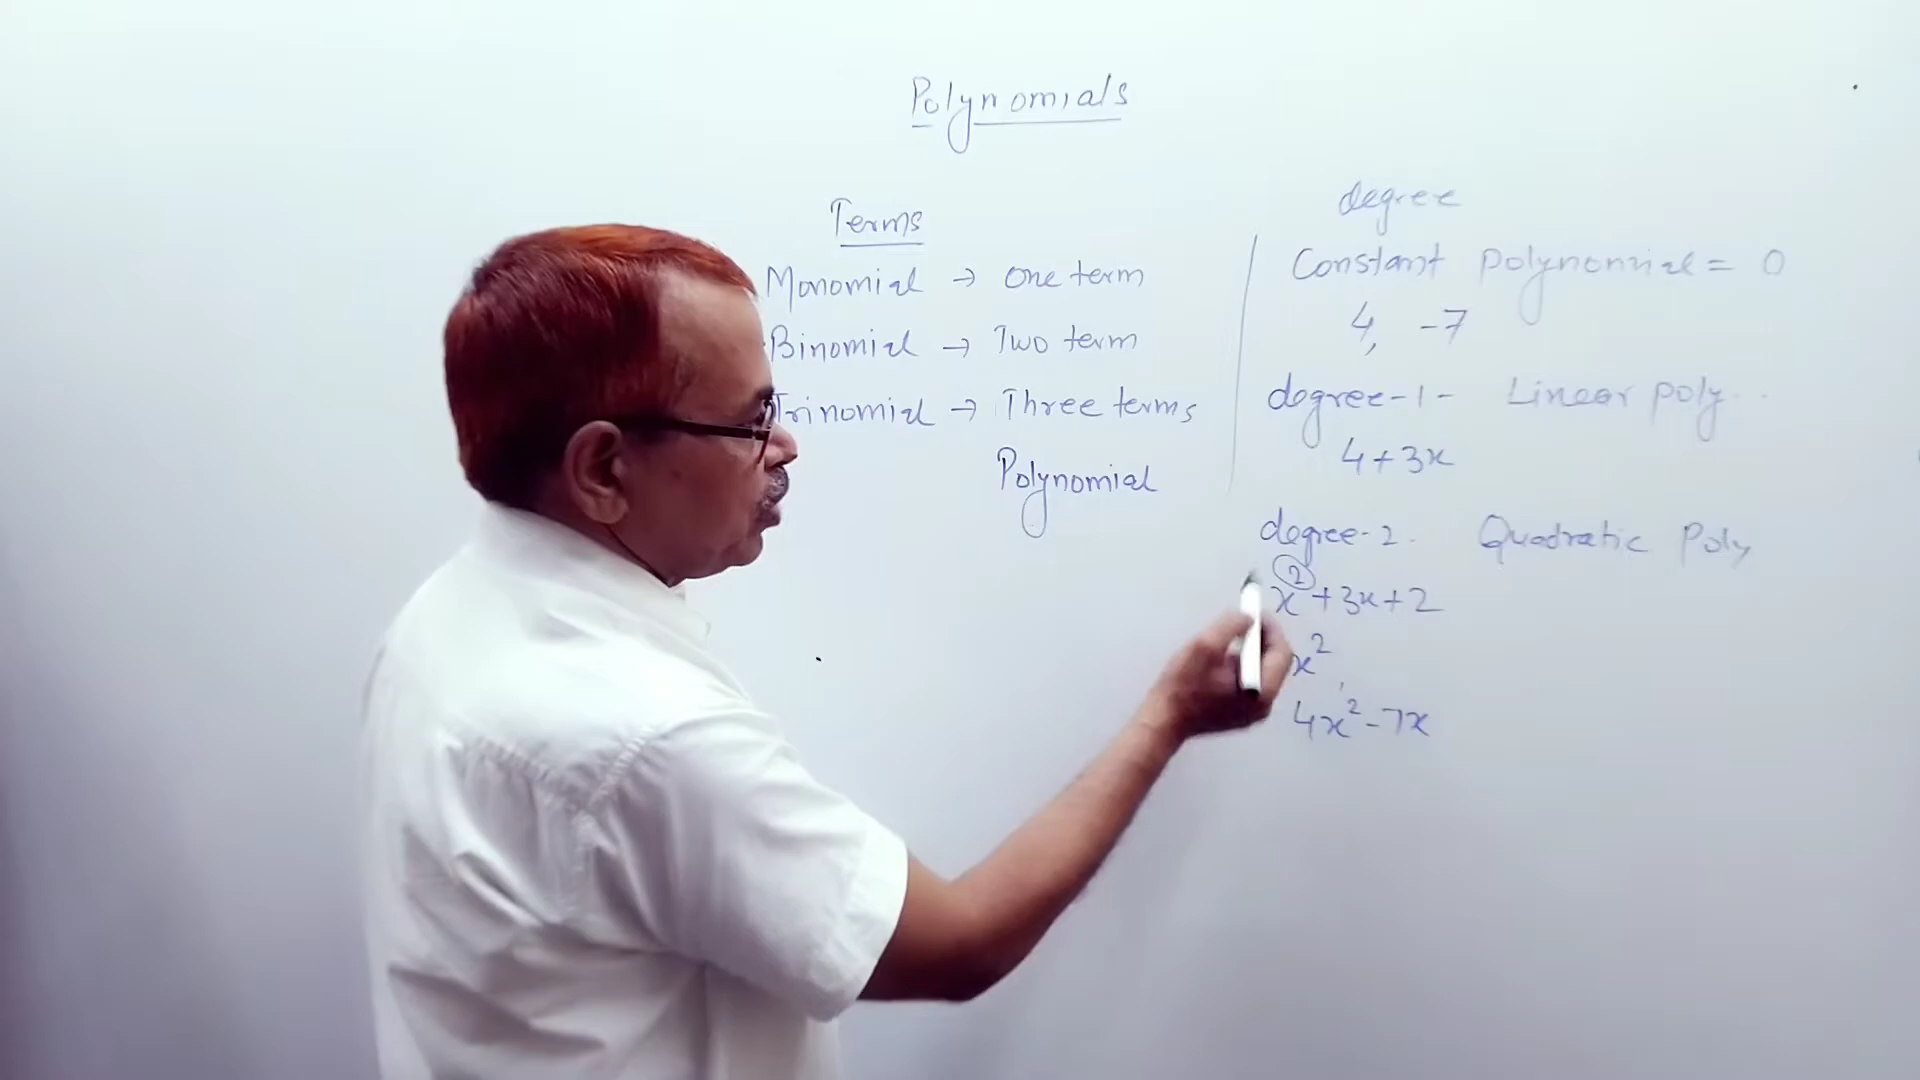 Polynomials
Terms
Monomial → One term
Binomial → Two term
Trinomial → Three terms
Polynomial
degree
Constant Polynomial = 0
4, -7
degree-1- Linear poly..
4+3x
degree-2. Quadratic Poly
x²+3x+2
x²,
4x²-7x